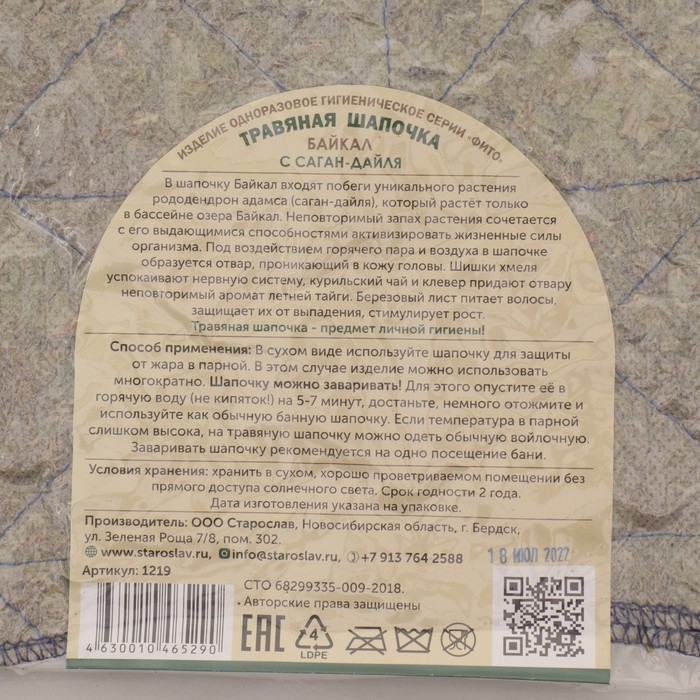 ИЗДЕЛИЕ ОДНОРАЗОВОЕ ГИГИЕНИЧЕСКОЕ СЕРИИ «ФИТО»
ТРАВЯНАЯ ШАПОЧКА
БАЙКАЛ
С САГАН-ДАЙЛЯ
В шапочку Байкал входят побеги уникального растения
рододендрон адамса (саган-дайля), который растёт только
в бассейне озера Байкал. Неповторимый запах растения сочетается
с его выдающимися способностями активизировать жизненные силы
организма. Под воздействием горячего пара и воздуха в шапочке
образуется отвар, проникающий в кожу головы. Шишки хмеля
успокаивают нервную систему, курильский чай и клевер придают отвару
неповторимый аромат летней тайги. Березовый лист питает волосы,
защищает их от выпадения, стимулирует рост.
Травяная шапочка - предмет личной гигиены!
Способ применения: В сухом виде используйте шапочку для защиты
от жара в парной. В этом случае изделие можно использовать
многократно. Шапочку можно заваривать! Для этого опустите её в
горячую воду (не кипяток!) на 5-7 минут, достаньте, немного отожмите и
используйте как обычную банную шапочку. Если температура в парной
слишком высока, на травяную шапочку можно одеть обычную войлочную.
Заваривать шапочку рекомендуется на одно посещение бани.
Условия хранения: хранить в сухом, хорошо проветриваемом помещении без
прямого доступа солнечного света. Срок годности 2 года.
Дата изготовления указана на упаковке.
Производитель: ООО Старослав, Новосибирская область, г. Бердск,
ул. Зеленая Роща 7/8, пом. 302.
www.staroslav.ru, info@staroslav.ru, +7 913 764 2588
18 ИЮЛ 2022
Артикул: 1219
4630010465290
СТО 68299335-009-2018.
Авторские права защищены
EAC
4
LDPE